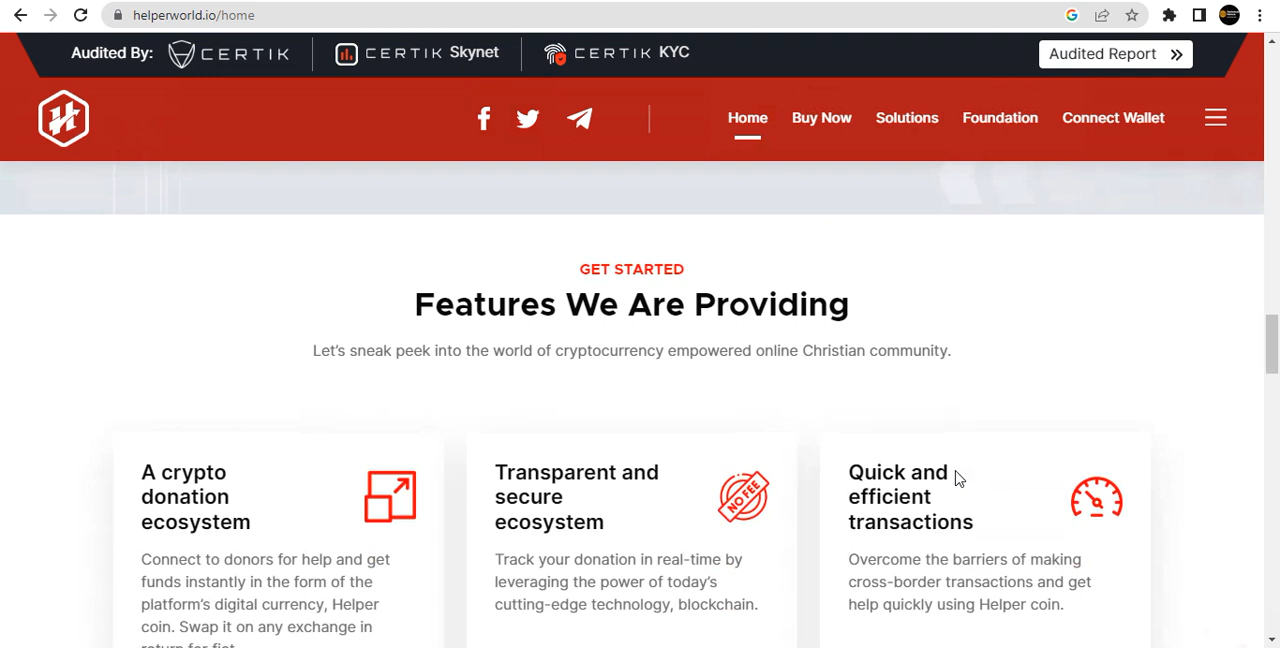 helperworld.io/home
Audited By: CERTIK CERTIK Skynet CERTIK KYC Audited Report
Home Buy Now Solutions Foundation Connect Wallet
GET STARTED
Features We Are Providing
Let's sneak peek into the world of cryptocurrency empowered online Christian community.
A crypto
donation
ecosystem
Connect to donors for help and get
funds instantly in the form of the
platform's digital currency, Helper
coin. Swap it on any exchange in
return for fiat.
Transparent and
secure
ecosystem
NO FEE
Track your donation in real-time by
leveraging the power of today's
cutting-edge technology, blockchain.
Quick and
efficient
transactions
Overcome the barriers of making
cross-border transactions and get
help quickly using Helper coin.